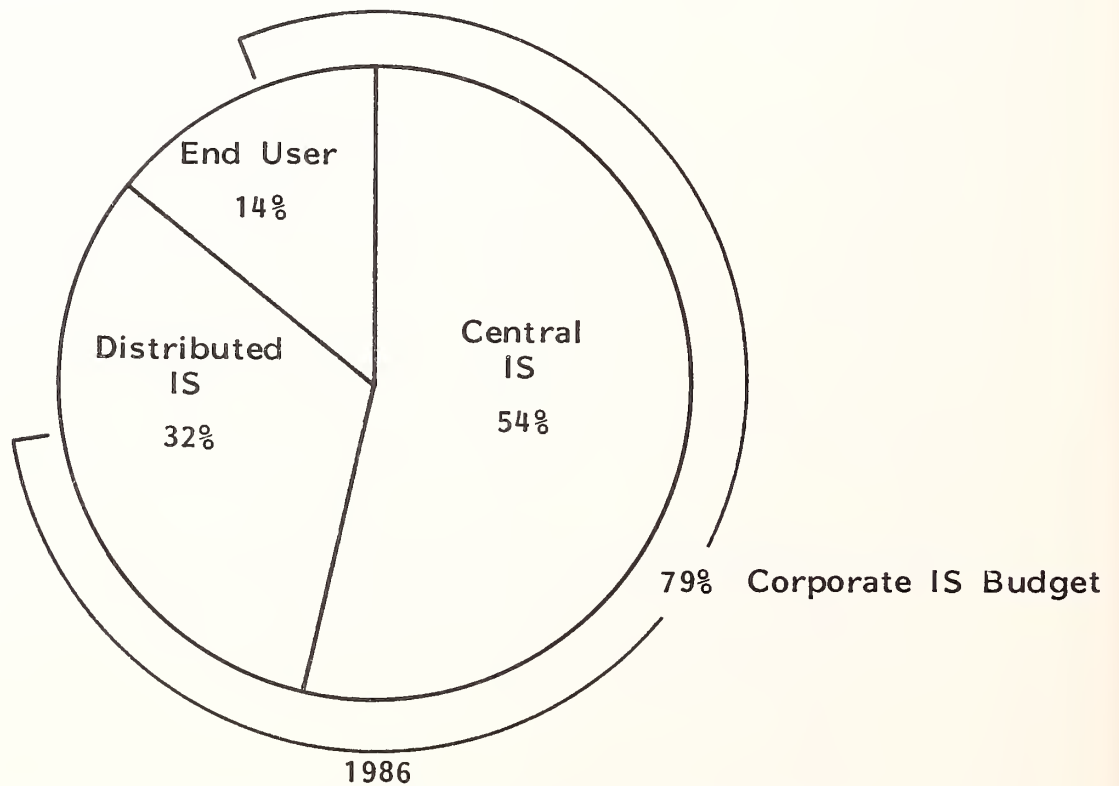 End User
14%
Distributed
IS
32%
Central
IS
54%
79% Corporate IS Budget
1986